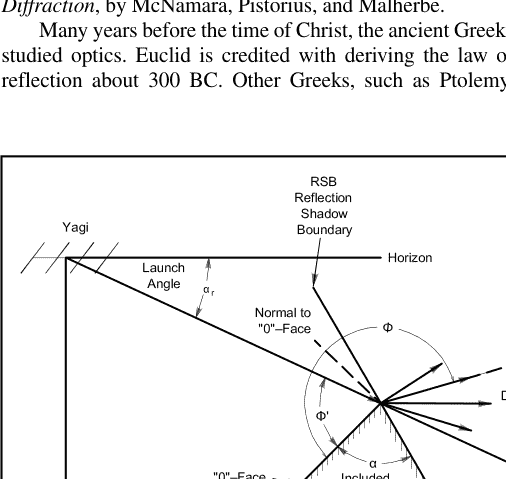 Diffraction, by McNamara, Pistorius, and Malherbe.
Many years before the time of Christ, the ancient Greek
studied optics. Euclid is credited with deriving the law o
reflection about 300 BC. Other Greeks, such as Ptolemy
RSB
Reflection
Shadow
Boundary
Yagi
Horizon
Launch
Angle
αr
Normal to
"0"–Face
Φ
D
Φ'
α
"0"–Face
Included